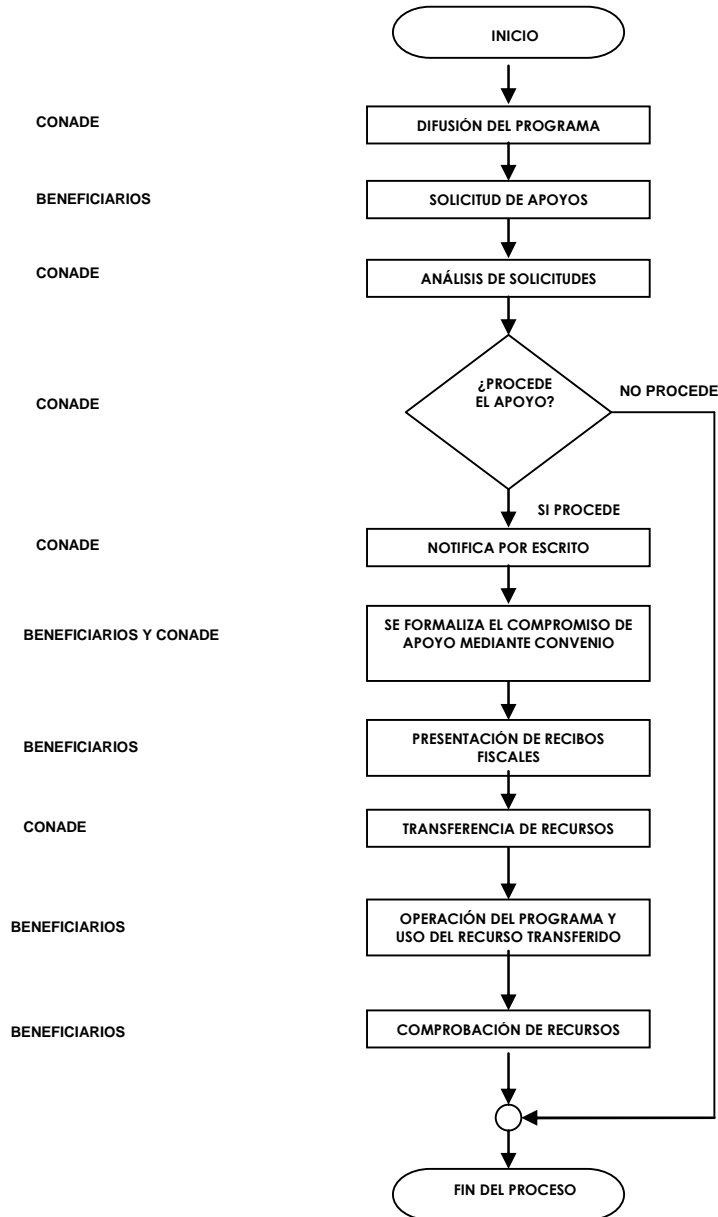 INICIO
CONADE
DIFUSIÓN DEL PROGRAMA
BENEFICIARIOS
SOLICITUD DE APOYOS
CONADE
ANÁLISIS DE SOLICITUDES
CONADE
¿PROCEDE
EL APOYO?
NO PROCEDE
SI PROCEDE
CONADE
NOTIFICA POR ESCRITO
BENEFICIARIOS Y CONADE
SE FORMALIZA EL COMPROMISO DE
APOYO MEDIANTE CONVENIO
BENEFICIARIOS
PRESENTACIÓN DE RECIBOS
FISCALES
CONADE
TRANSFERENCIA DE RECURSOS
BENEFICIARIOS
OPERACIÓN DEL PROGRAMA Y
USO DEL RECURSO TRANSFERIDO
BENEFICIARIOS
COMPROBACIÓN DE RECURSOS
FIN DEL PROCESO